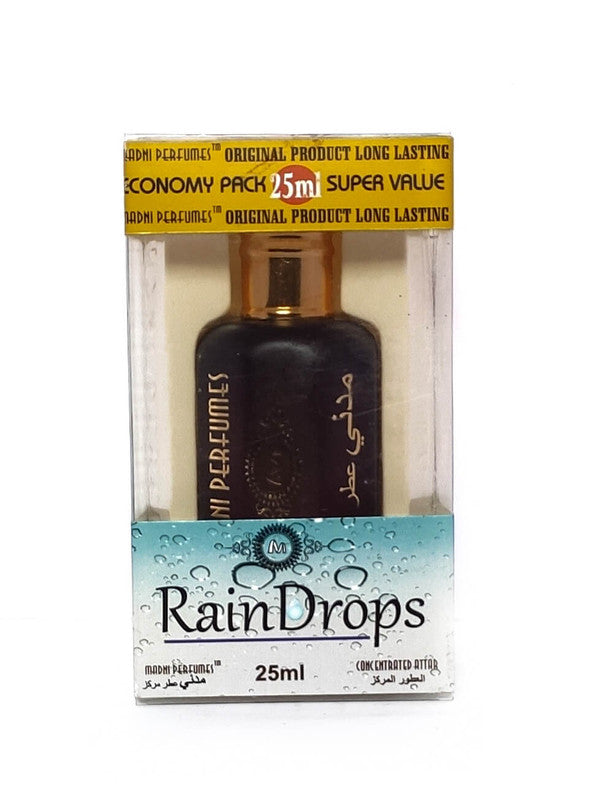 MADNI PERFUMES™ ORIGINAL PRODUCT LONG LASTING
ECONOMY PACK 25ml SUPER VALUE
MADNI PERFUMES™ ORIGINAL PRODUCT LONG LASTING
NI PERFUMES
مدني عطر
M
M
RainDrops
MADNI PERFUMES™
مدني عطر مركز
25ml
CONCENTRATED ATTAR
العطور المركز